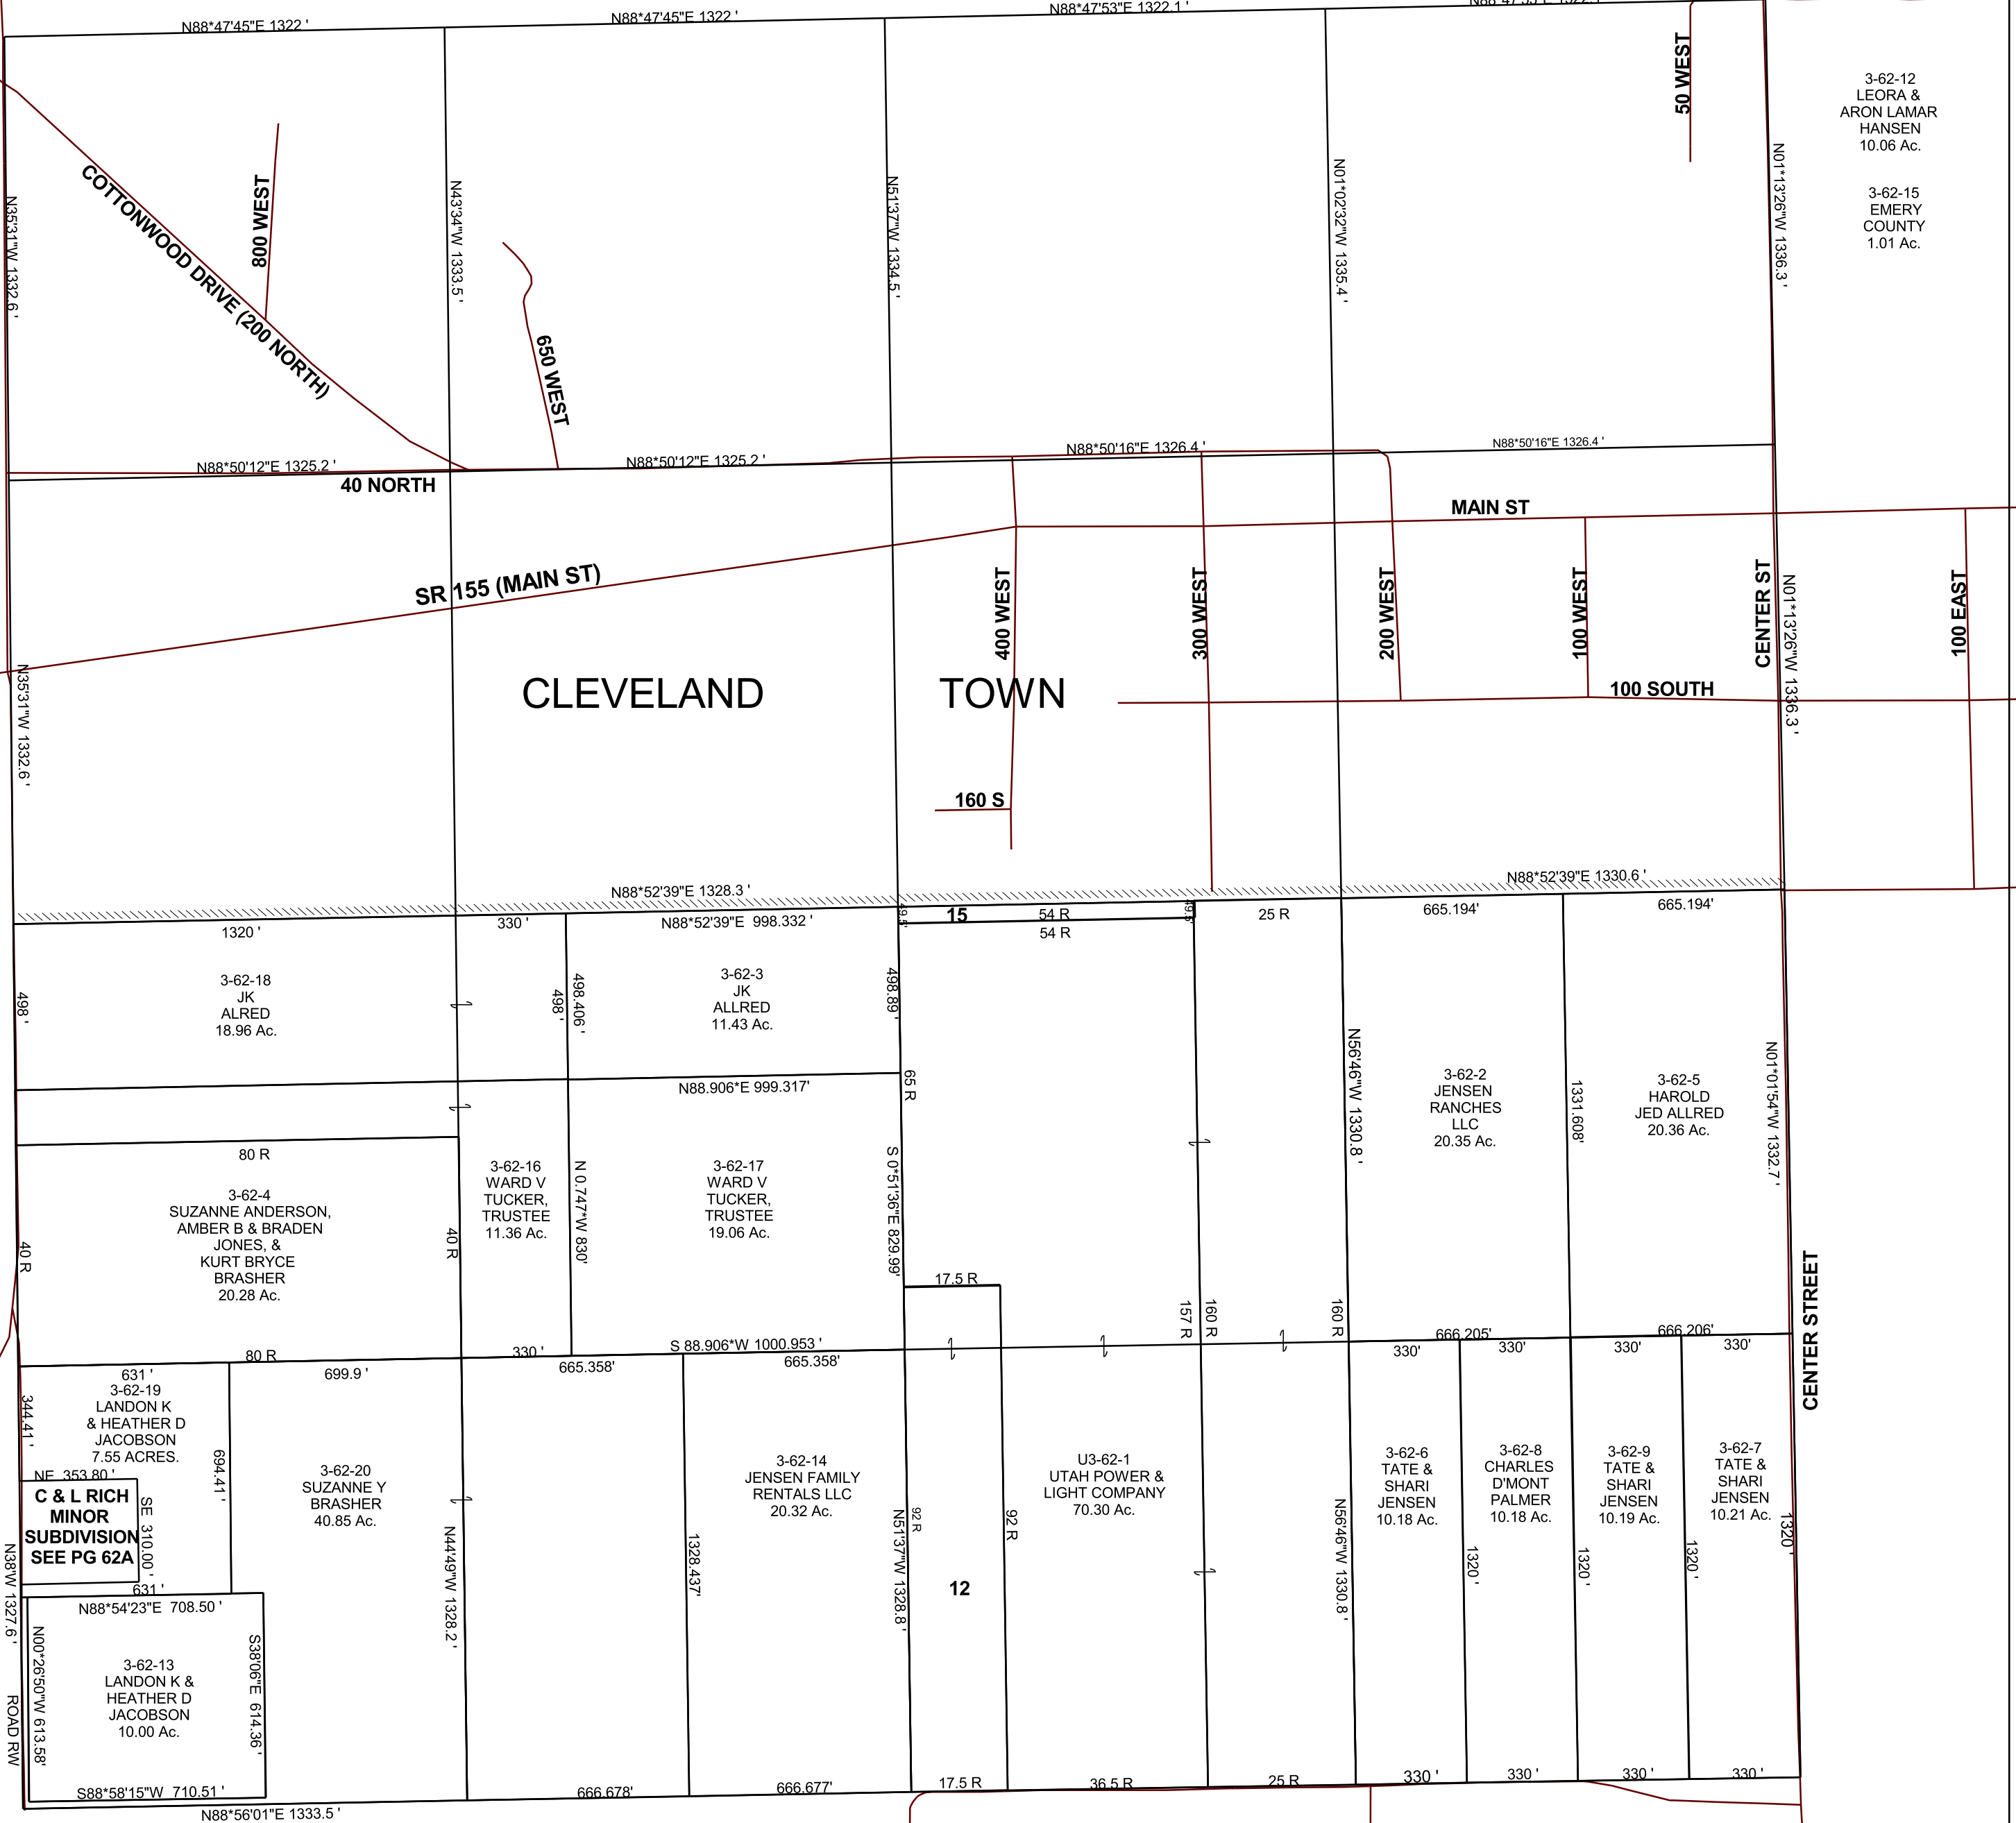 N88*47'45"E 1322 '
N88*47'45"E 1322 '
N88*47'53"E 1322.1 '
50 WEST
3-62-12
LEORA &
ARON LAMAR
HANSEN
10.06 Ac.
3-62-15
EMERY
COUNTY
1.01 Ac.
COTTONWOOD DRIVE (200 NORTH)
800 WEST
650 WEST
N35'31"W 1332.6 '
N43'34"W 1333.5 '
N51'37"W 1334.5 '
N01*02'32"W 1335.4 '
N01*13'26"W 1336.3 '
N88*50'12"E 1325.2 '
N88*50'12"E 1325.2 '
N88*50'16"E 1326.4 '
N88*50'16"E 1326.4 '
40 NORTH
MAIN ST
SR 155 (MAIN ST)
400 WEST
300 WEST
200 WEST
100 WEST
CENTER ST
100 EAST
N35'31"W 1332.6 '
N01*13'26"W 1336.3 '
CLEVELAND TOWN
100 SOUTH
160 S
N88*52'39"E 1328.3 '
N88*52'39"E 1330.6 '
1320 '
330 '
N88*52'39"E 998.332 '
49.5'
15
54 R
54 R
49.5'
25 R
665.194'
665.194'
3-62-18
JK
ALRED
18.96 Ac.
498 '
498 '
498.406 '
3-62-3
JK
ALLRED
11.43 Ac.
498.89 '
N88.906*E 999.317'
65 R
N56'46"W 1330.8 '
3-62-2
JENSEN
RANCHES
LLC
20.35 Ac.
1331.608'
3-62-5
HAROLD
JED ALLRED
20.36 Ac.
N01*01'54"W 1332.7 '
80 R
3-62-4
SUZANNE ANDERSON,
AMBER B & BRADEN
JONES, &
KURT BRYCE
BRASHER
20.28 Ac.
40 R
40 R
3-62-16
WARD V
TUCKER,
TRUSTEE
11.36 Ac.
N 0.747*W 830'
3-62-17
WARD V
TUCKER,
TRUSTEE
19.06 Ac.
S 0*51'36"E 829.99'
17.5 R
157 R
160 R
160 R
CENTER STREET
80 R
330 '
S 88.906*W 1000.953 '
666.205'
666.206'
631 '
699.9 '
665.358'
665.358'
330'
330'
330'
330'
344.41 '
3-62-19
LANDON K
& HEATHER D
JACOBSON
7.55 ACRES.
694.41 '
NE 353.80 '
C & L RICH
MINOR
SUBDIVISION
SEE PG 62A
SE 310.00 '
631 '
3-62-20
SUZANNE Y
BRASHER
40.85 Ac.
N44'49"W 1328.2 '
1328.437'
3-62-14
JENSEN FAMILY
RENTALS LLC
20.32 Ac.
N51'37"W 1328.8 '
92 R
92 R
12
U3-62-1
UTAH POWER &
LIGHT COMPANY
70.30 Ac.
N56'46"W 1330.8 '
3-62-6
TATE &
SHARI
JENSEN
10.18 Ac.
1320 '
3-62-8
CHARLES
D'MONT
PALMER
10.18 Ac.
1320 '
3-62-9
TATE &
SHARI
JENSEN
10.19 Ac.
1320 '
3-62-7
TATE &
SHARI
JENSEN
10.21 Ac.
1320 '
N38'W 1327.6 '
ROAD RW
N88*54'23"E 708.50 '
N00*26'50"W 613.58'
3-62-13
LANDON K &
HEATHER D
JACOBSON
10.00 Ac.
S38'06"E 614.36 '
S88*58'15"W 710.51 '
N88*56'01"E 1333.5 '
666.678'
666.677'
17.5 R
36.5 R
25 R
330 '
330 '
330 '
330 '